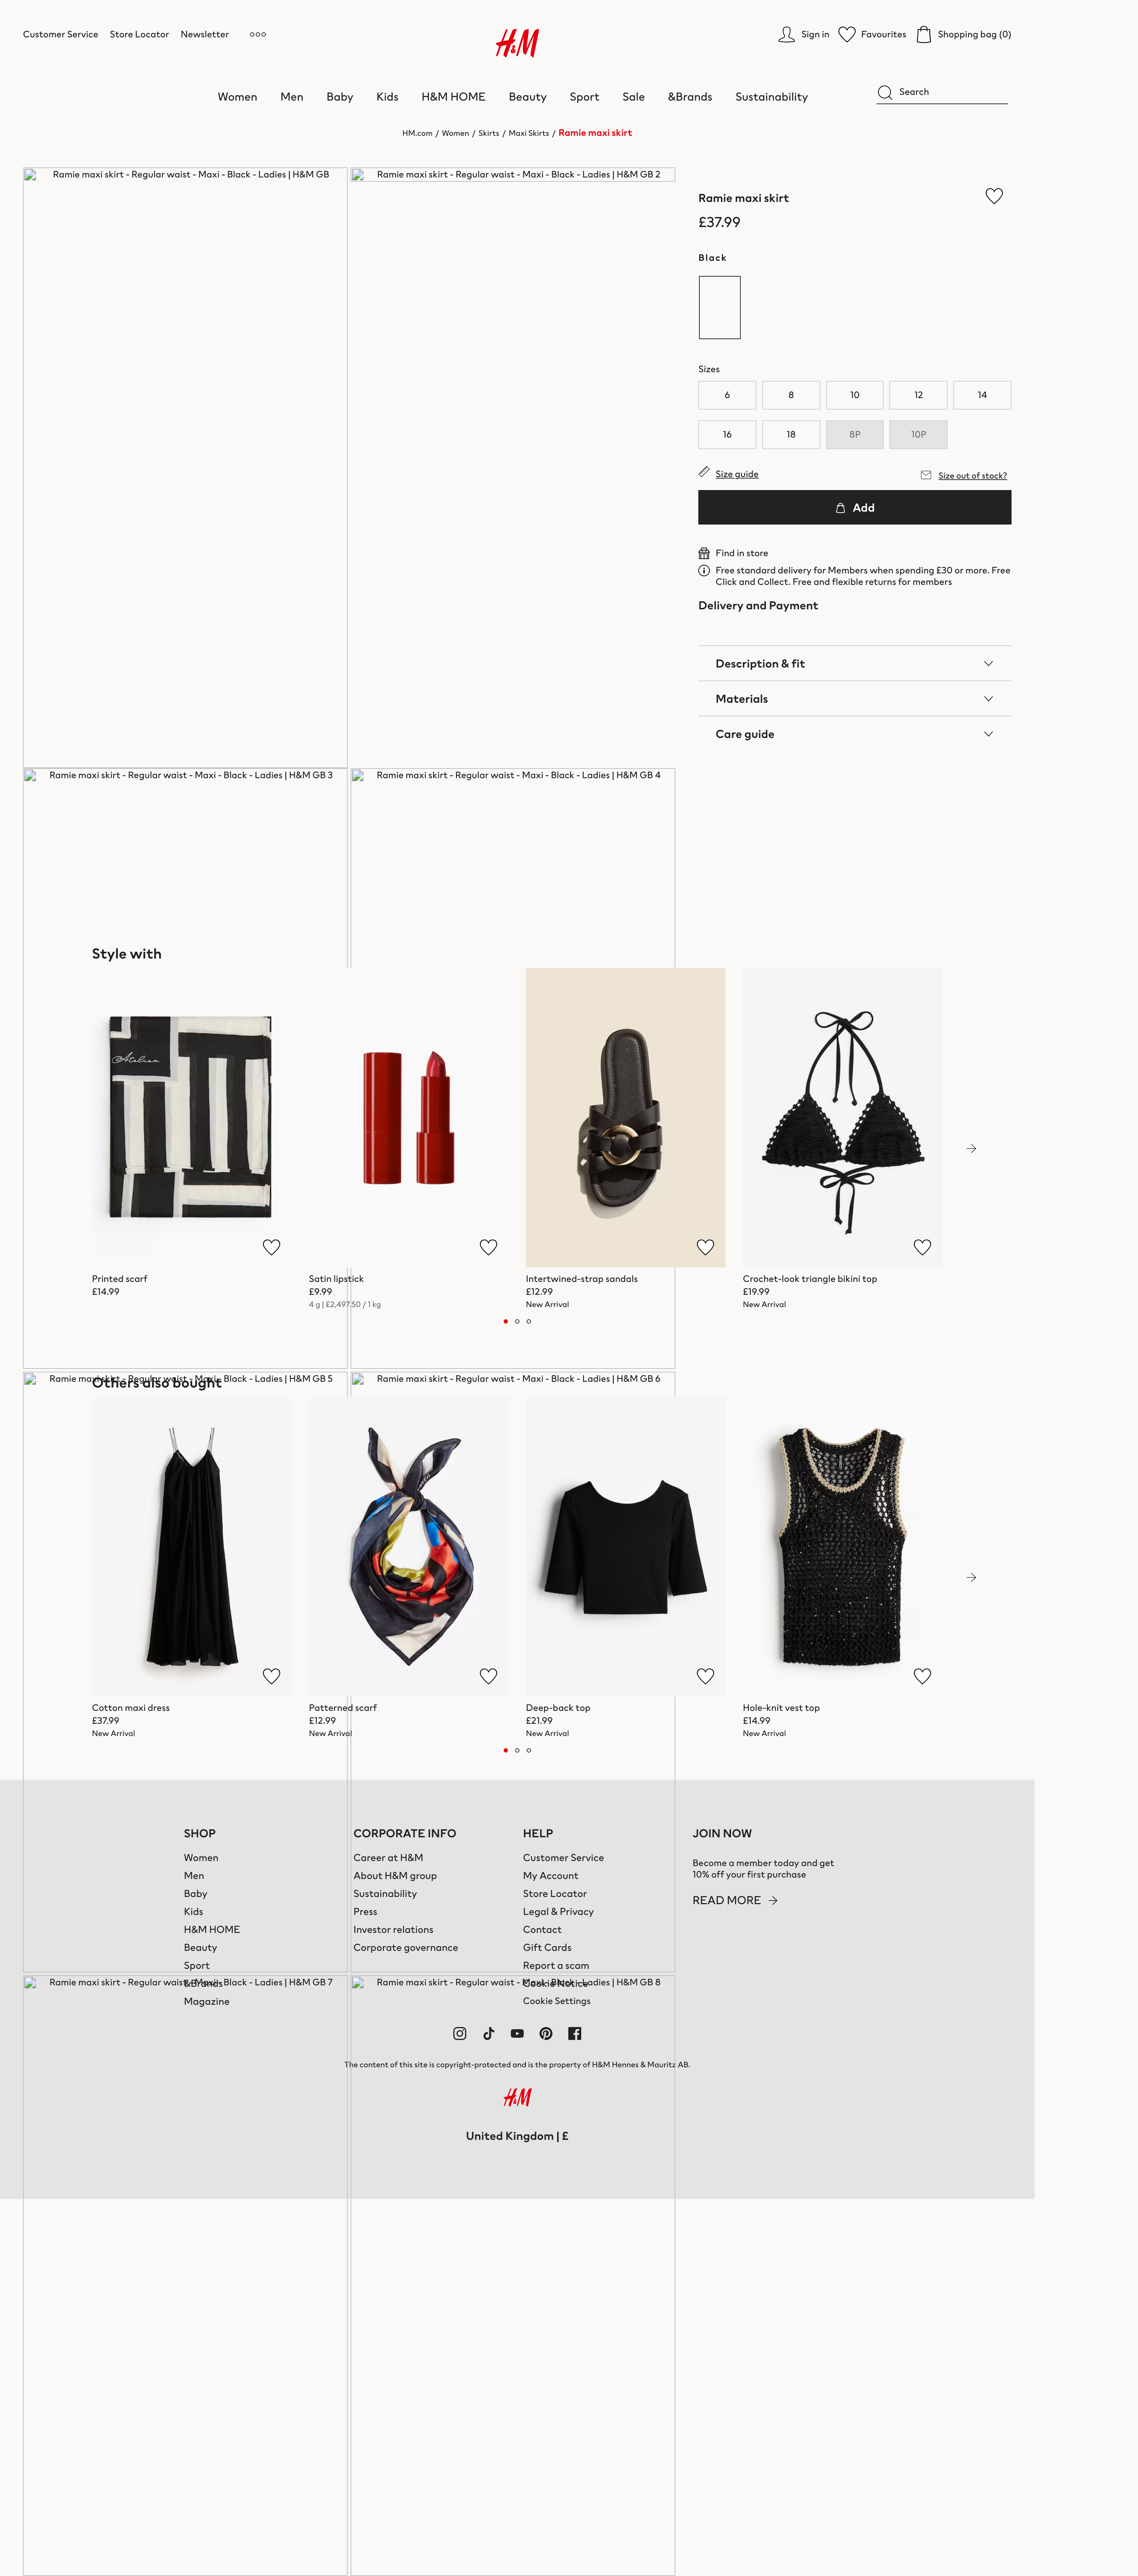 Customer Service
Store Locator
Newsletter
H&M
Sign in
Favourites
Shopping bag (0)
Women
Men
Baby
Kids
H&M HOME
Beauty
Sport
Sale
&Brands
Sustainability
Search
HM.com / Women / Skirts / Maxi Skirts / Ramie maxi skirt
Ramie maxi skirt - Regular waist - Maxi - Black - Ladies | H&M GB
Ramie maxi skirt - Regular waist - Maxi - Black - Ladies | H&M GB 2
Ramie maxi skirt
£37.99
Black
Sizes
6
8
10
12
14
16
18
8P
10P
Size guide
Size out of stock?
Add
Find in store
Free standard delivery for Members when spending £30 or more. Free
Click and Collect. Free and flexible returns for members
Delivery and Payment
Description & fit
Materials
Care guide
Ramie maxi skirt - Regular waist - Maxi - Black - Ladies | H&M GB 3
Ramie maxi skirt - Regular waist - Maxi - Black - Ladies | H&M GB 4
Style with
Atelier
Printed scarf
£14.99
Satin lipstick
£9.99
4 g | £2,497.50 / 1 kg
Intertwined-strap sandals
£12.99
New Arrival
Crochet-look triangle bikini top
£19.99
New Arrival
Ramie maxi skirt - Regular waist - Maxi - Black - Ladies | H&M GB 5
Ramie maxi skirt - Regular waist - Maxi - Black - Ladies | H&M GB 6
Others also bought
Cotton maxi dress
£37.99
New Arrival
Patterned scarf
£12.99
New Arrival
Deep-back top
£21.99
New Arrival
Hole-knit vest top
£14.99
New Arrival
SHOP
Women
Men
Baby
Kids
H&M HOME
Beauty
Sport
&Brands
Magazine
CORPORATE INFO
Career at H&M
About H&M group
Sustainability
Press
Investor relations
Corporate governance
HELP
Customer Service
My Account
Store Locator
Legal & Privacy
Contact
Gift Cards
Report a scam
Cookie Notice
Cookie Settings
JOIN NOW
Become a member today and get
10% off your first purchase
READ MORE
Ramie maxi skirt - Regular waist - Maxi - Black - Ladies | H&M GB 7
Ramie maxi skirt - Regular waist - Maxi - Black - Ladies | H&M GB 8
The content of this site is copyright-protected and is the property of H&M Hennes & Mauritz AB.
H&M
United Kingdom | £